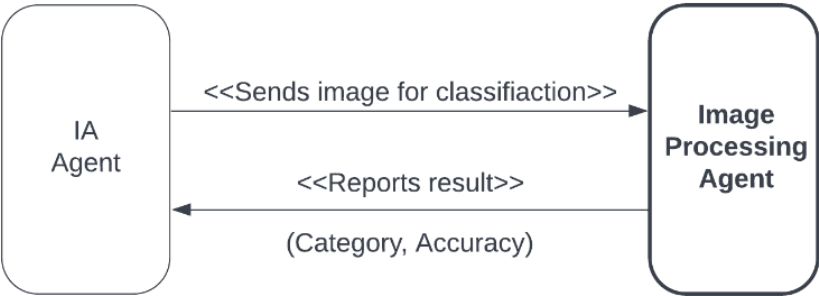 IA
Agent
<<Sends image for classifiaction>>
<<Reports result>>
(Category, Accuracy)
Image
Processing
Agent